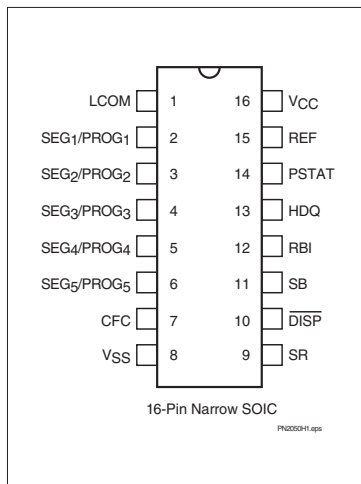 LCOM 1 16 VCC
SEG1/PROG1 2 15 REF
SEG2/PROG2 3 14 PSTAT
SEG3/PROG3 4 13 HDQ
SEG4/PROG4 5 12 RBI
SEG5/PROG5 6 11 SB
CFC 7 10 DISP
VSS 8 9 SR
16-Pin Narrow SOIC
PN2050H1.eps